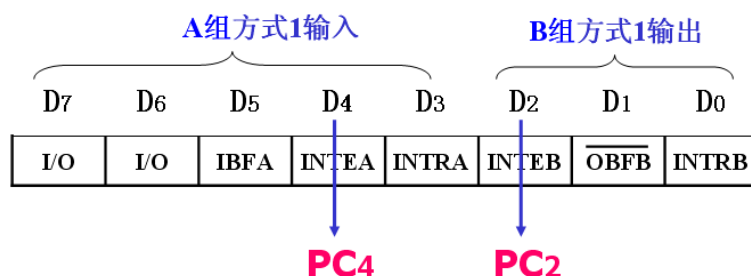 A组方式1输入 B组方式1输出
D7 D6 D5 D4 D3 D2 D1 D0
I/O I/O IBFA INTEA INTRA INTEB OBFB INTRB
PC4 PC2